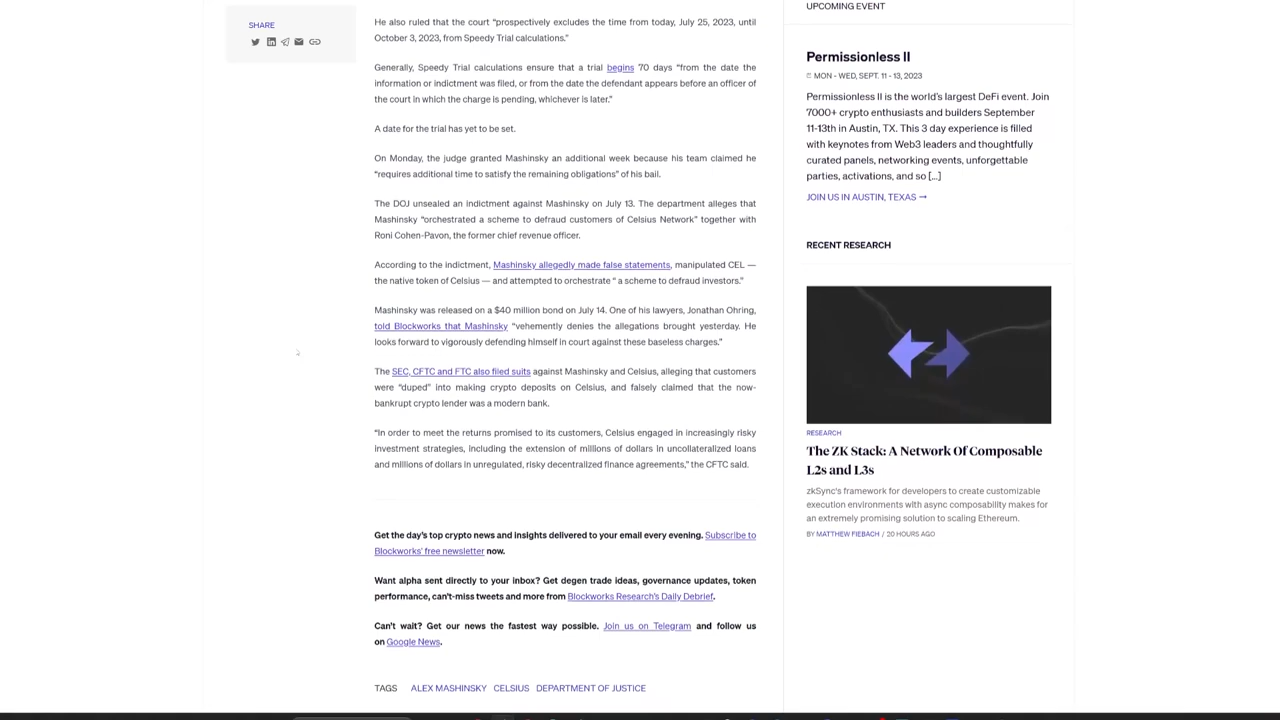 SHARE
He also ruled that the court “prospectively excludes the time from today, July 25, 2023, until
October 3, 2023, from Speedy Trial calculations.”
Generally, Speedy Trial calculations ensure that a trial begins 70 days “from the date the
information or indictment was filed, or from the date the defendant appears before an officer of
the court in which the charge is pending, whichever is later.”
A date for the trial has yet to be set.
On Monday, the judge granted Mashinsky an additional week because his team claimed he
“requires additional time to satisfy the remaining obligations” of his bail.
The DOJ unsealed an indictment against Mashinsky on July 13. The department alleges that
Mashinsky “orchestrated a scheme to defraud customers of Celsius Network” together with
Roni Cohen-Pavon, the former chief revenue officer.
According to the indictment, Mashinsky allegedly made false statements, manipulated CEL —
the native token of Celsius — and attempted to orchestrate “ a scheme to defraud investors.”
Mashinsky was released on a $40 million bond on July 14. One of his lawyers, Jonathan Ohring,
told Blockworks that Mashinsky “vehemently denies the allegations brought yesterday. He
looks forward to vigorously defending himself in court against these baseless charges.”
The SEC, CFTC and FTC also filed suits against Mashinsky and Celsius, alleging that customers
were “duped” into making crypto deposits on Celsius, and falsely claimed that the now-
bankrupt crypto lender was a modern bank.
“In order to meet the returns promised to its customers, Celsius engaged in increasingly risky
investment strategies, including the extension of millions of dollars in uncollateralized loans
and millions of dollars in unregulated, risky decentralized finance agreements,” the CFTC said.
Get the day’s top crypto news and insights delivered to your email every evening. Subscribe to
Blockworks’ free newsletter now.
Want alpha sent directly to your inbox? Get degen trade ideas, governance updates, token
performance, can’t-miss tweets and more from Blockworks Research’s Daily Debrief.
Can’t wait? Get our news the fastest way possible. Join us on Telegram and follow us
on Google News.
TAGS ALEX MASHINSKY CELSIUS DEPARTMENT OF JUSTICE
UPCOMING EVENT
Permissionless II
MON - WED, SEPT. 11 - 13, 2023
Permissionless II is the world’s largest DeFi event. Join
7000+ crypto enthusiasts and builders September
11-13th in Austin, TX. This 3 day experience is filled
with keynotes from Web3 leaders and thoughtfully
curated panels, networking events, unforgettable
parties, activations, and so [...]
JOIN US IN AUSTIN, TEXAS →
RECENT RESEARCH
RESEARCH
The ZK Stack: A Network Of Composable
L2s and L3s
zkSync's framework for developers to create customizable
execution environments with async composability makes for
an extremely promising solution to scaling Ethereum.
BY MATTHEW FIEBACH / 20 HOURS AGO